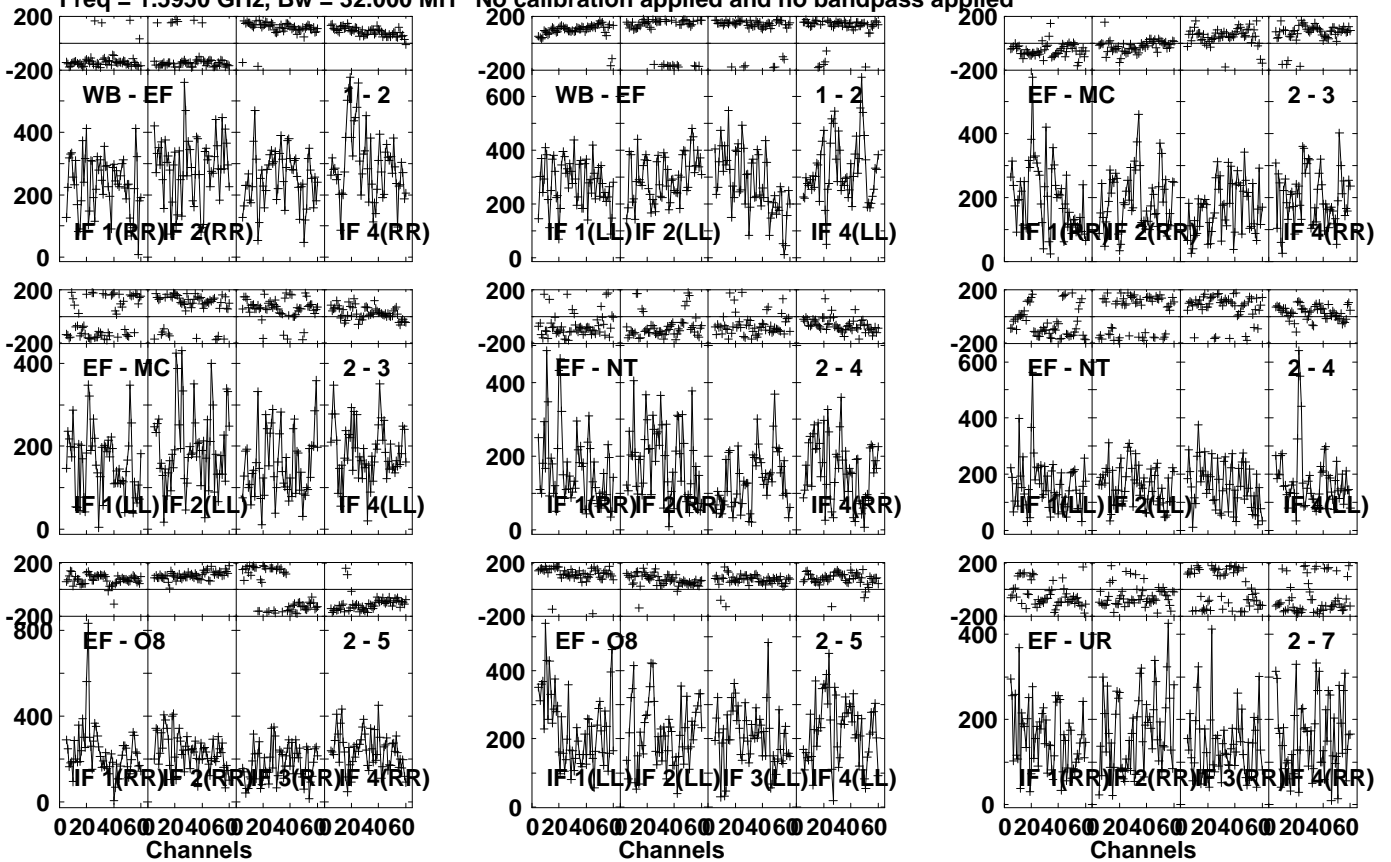 Freq = 1.5950 GHz, Bw = 32.000 MH No calibration applied and no bandpass applied
200
-200
WB - EF 1 - 2
400
200
0
IF 1(RR) IF 2(RR) IF 4(RR)
200
-200
WB - EF 1 - 2
600
400
200
0
IF 1(LL) IF 2(LL) IF 4(LL)
200
-200
EF - MC 2 - 3
400
200
0
IF 1(RR) IF 2(RR) IF 4(RR)
200
-200
EF - MC 2 - 3
400
200
0
IF 1(LL) IF 2(LL) IF 4(LL)
200
-200
EF - NT 2 - 4
400
200
0
IF 1(RR) IF 2(RR) IF 4(RR)
200
-200
EF - NT 2 - 4
600
400
200
0
IF 1(LL) IF 2(LL) IF 4(LL)
200
-200
EF - O8 2 - 5
800
400
0
IF 1(RR) IF 2(RR) IF 3(RR) IF 4(RR)
0 20 40 60 0 20 40 60 0 20 40 60 0 20 40 60
Channels
200
-200
EF - O8 2 - 5
400
200
0
IF 1(LL) IF 2(LL) IF 3(LL) IF 4(LL)
0 20 40 60 0 20 40 60 0 20 40 60 0 20 40 60
Channels
200
-200
EF - UR 2 - 7
400
200
0
IF 1(RR) IF 2(RR) IF 3(RR) IF 4(RR)
0 20 40 60 0 20 40 60 0 20 40 60 0 20 40 60
Channels